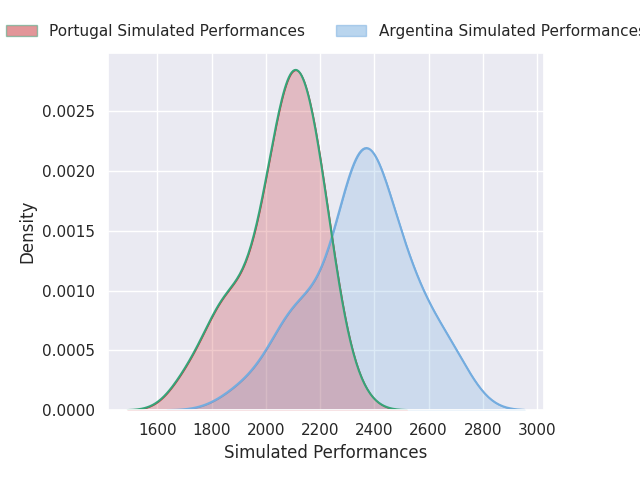 Portugal Simulated Performances
Argentina Simulated Performances
0.0025
0.0020
0.0015
0.0010
0.0005
0.0000
Density
1600 1800 2000 2200 2400 2600 2800 3000
Simulated Performances